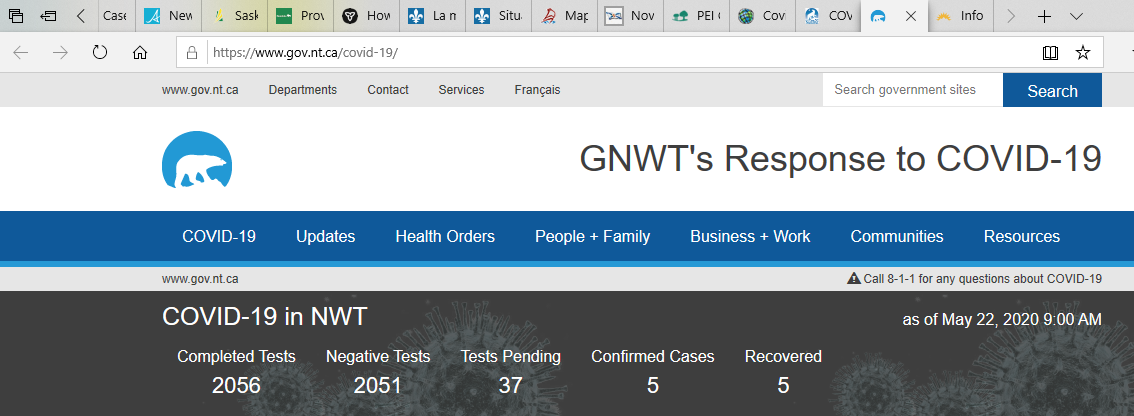 Case New Sask Prov How La m Situ Map Nov PEI Cov COV Info
https://www.gov.nt.ca/covid-19/
www.gov.nt.ca Departments Contact Services Français Search government sites Search
GNWT's Response to COVID-19
COVID-19 Updates Health Orders People + Family Business + Work Communities Resources
www.gov.nt.ca Call 8-1-1 for any questions about COVID-19
COVID-19 in NWT as of May 22, 2020 9:00 AM
Completed Tests Negative Tests Tests Pending Confirmed Cases Recovered
2056 2051 37 5 5